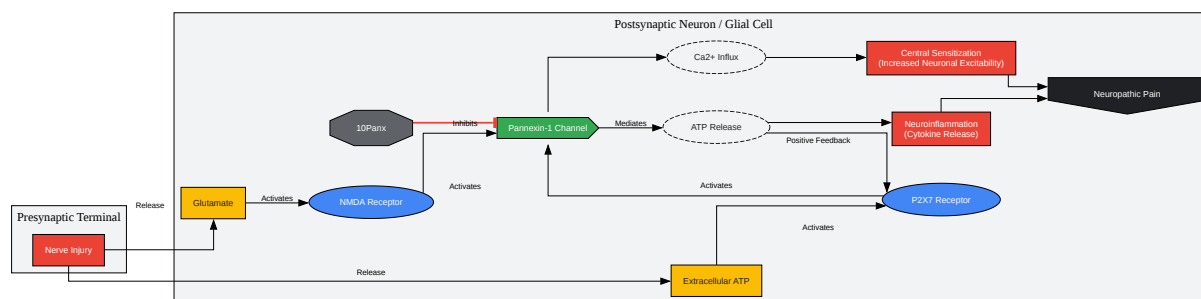 Postsynaptic Neuron / Glial Cell
Ca2+ Influx
Central Sensitization
(Increased Neuronal Excitability)
Neuropathic Pain
10Panx
Inhibits
Pannexin-1 Channel
Mediates
ATP Release
Neuroinflammation
(Cytokine Release)
Positive Feedback
Activates
Activates
Release
Glutamate
Activates
NMDA Receptor
P2X7 Receptor
Presynaptic Terminal
Activates
Nerve Injury
Release
Extracellular ATP